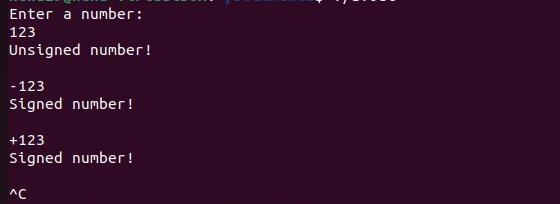 Enter a number:
123
Unsigned number!
-123
Signed number!
+123
Signed number!
^C